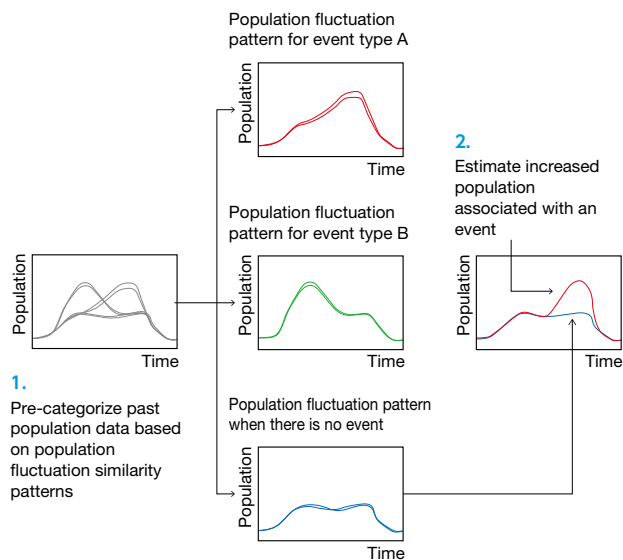 Population fluctuation
pattern for event type A
Population
Time
Population fluctuation
pattern for event type B
Population
Time
Population
Time
1.
Pre-categorize past
population data based
on population
fluctuation similarity
patterns
Population fluctuation pattern
when there is no event
Population
Time
2.
Estimate increased
population
associated with an
event
Population
Time